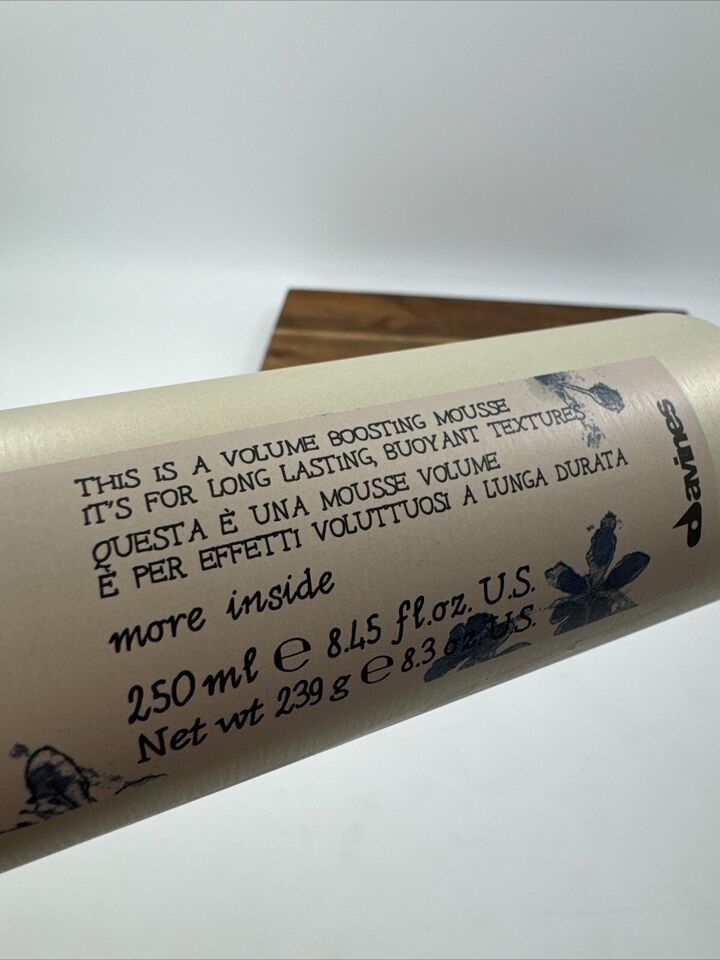 THIS IS A VOLUME BOOSTING MOUSSE
IT'S FOR LONG LASTING, BUOYANT TEXTURES
QUESTA È UNA MOUSSE VOLUME
È PER EFFETTI VOLUTTUOSI A LUNGA DURATA
more inside
250 ml e 8.45 fl.oz. U.S.
Net wt 239 g e 8.3 oz. U.S.
davines